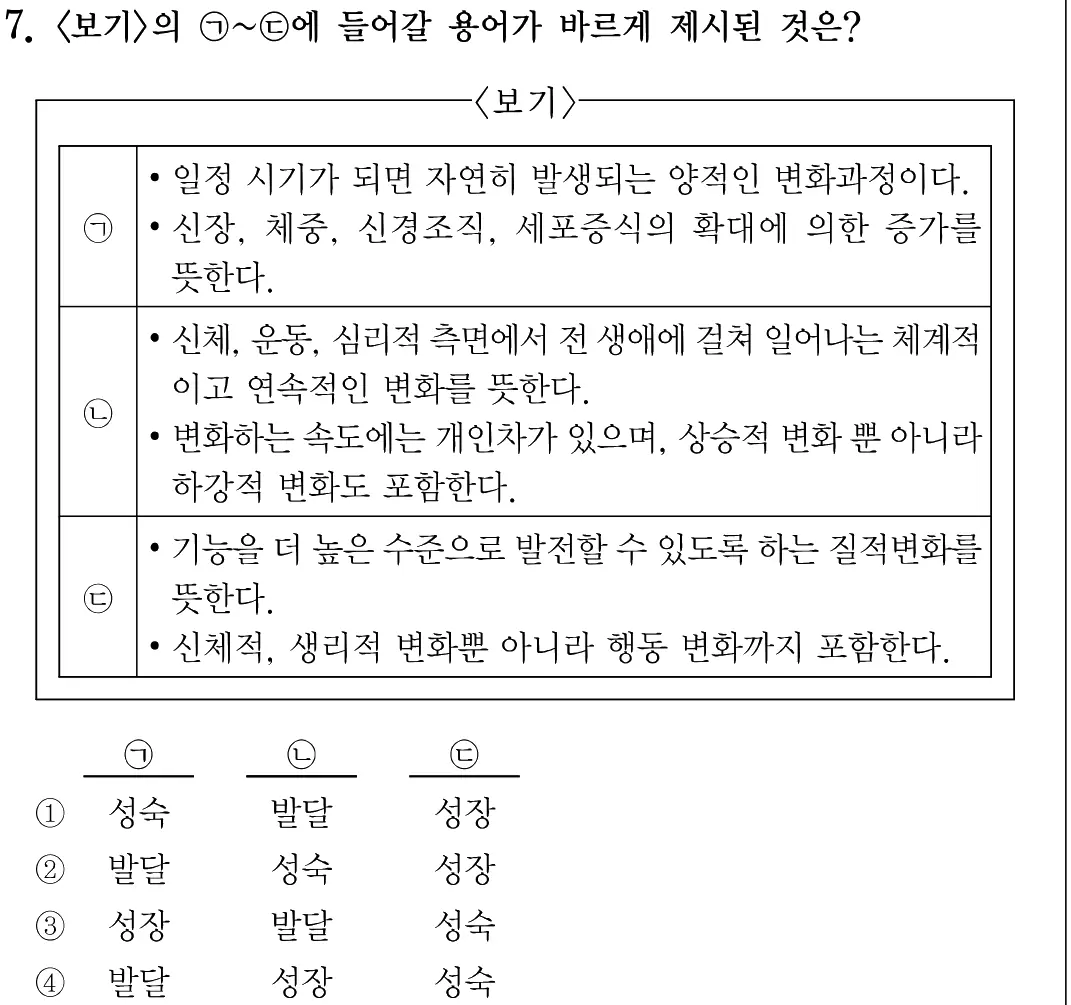 7. 〈보기〉의 ㉠~㉢에 들어갈 용어가 바르게 제시된 것은?
〈보기〉
• 일정 시기가 되면 자연히 발생되는 양적인 변화과정이다.
㉠ • 신장, 체중, 신경조직, 세포증식의 확대에 의한 증가를
뜻한다.
• 신체, 운동, 심리적 측면에서 전 생애에 걸쳐 일어나는 체계적
이고 연속적인 변화를 뜻한다.
㉡
• 변화하는 속도에는 개인차가 있으며, 상승적 변화 뿐 아니라
하강적 변화도 포함한다.
• 기능을 더 높은 수준으로 발전할 수 있도록 하는 질적변화를
㉢ 뜻한다.
• 신체적, 생리적 변화뿐 아니라 행동 변화까지 포함한다.
㉠ ㉡ ㉢
① 성숙 발달 성장
② 발달 성숙 성장
③ 성장 발달 성숙
④ 발달 성장 성숙